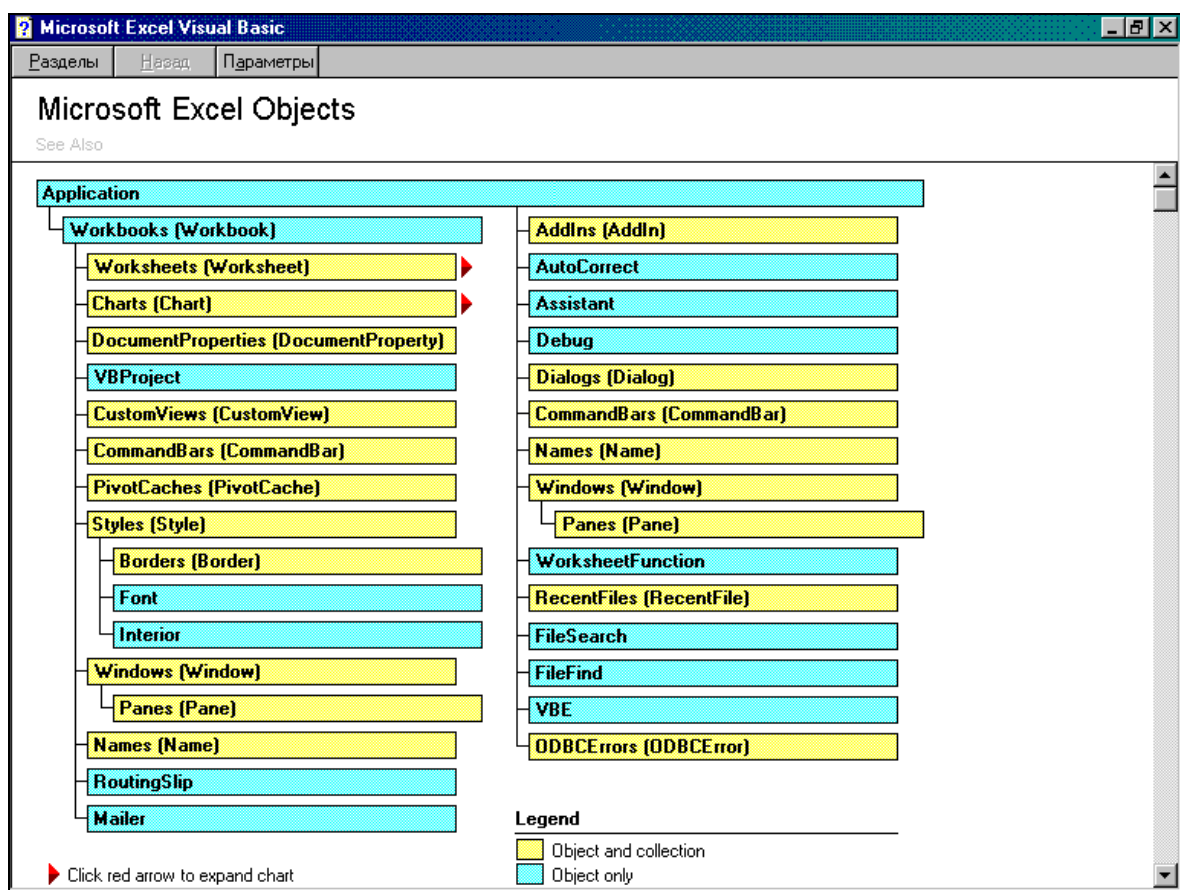 Microsoft Excel Visual Basic
Разделы Назад Параметры
Microsoft Excel Objects
See Also
Application
Workbooks (Workbook)
Worksheets (Worksheet)
Charts (Chart)
DocumentProperties (DocumentProperty)
VBProject
CustomViews (CustomView)
CommandBars (CommandBar)
PivotCaches (PivotCache)
Styles (Style)
Borders (Border)
Font
Interior
Windows (Window)
Panes (Pane)
Names (Name)
RoutingSlip
Mailer
Click red arrow to expand chart
AddIns (AddIn)
AutoCorrect
Assistant
Debug
Dialogs (Dialog)
CommandBars (CommandBar)
Names (Name)
Windows (Window)
Panes (Pane)
WorksheetFunction
RecentFiles (RecentFile)
FileSearch
FileFind
VBE
ODBCErrors (ODBCError)
Legend
Object and collection
Object only